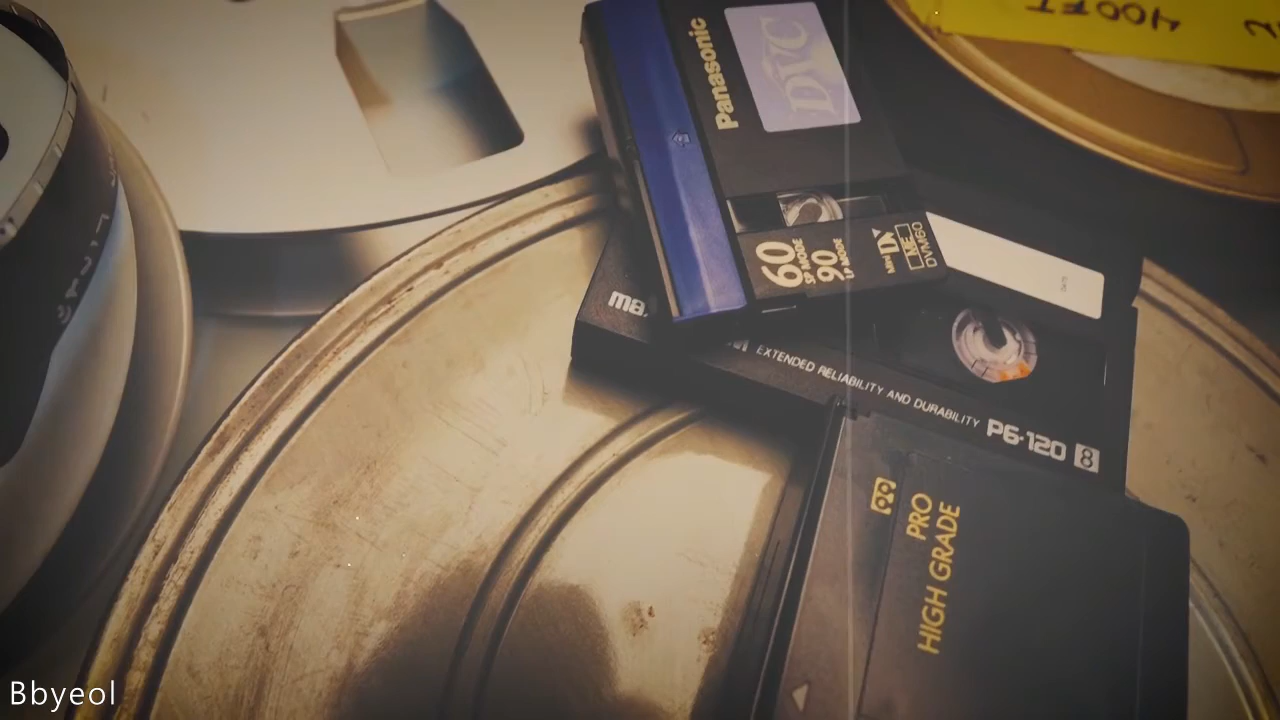 400FT
Panasonic
DVC
60
SP MODE
90
LP MODE
Mini DV
ME
DVM60
DATE
ma
EXTENDED RELIABILITY AND DURABILITY
P6-120 8
PRO
HIGH GRADE
Bbyeol